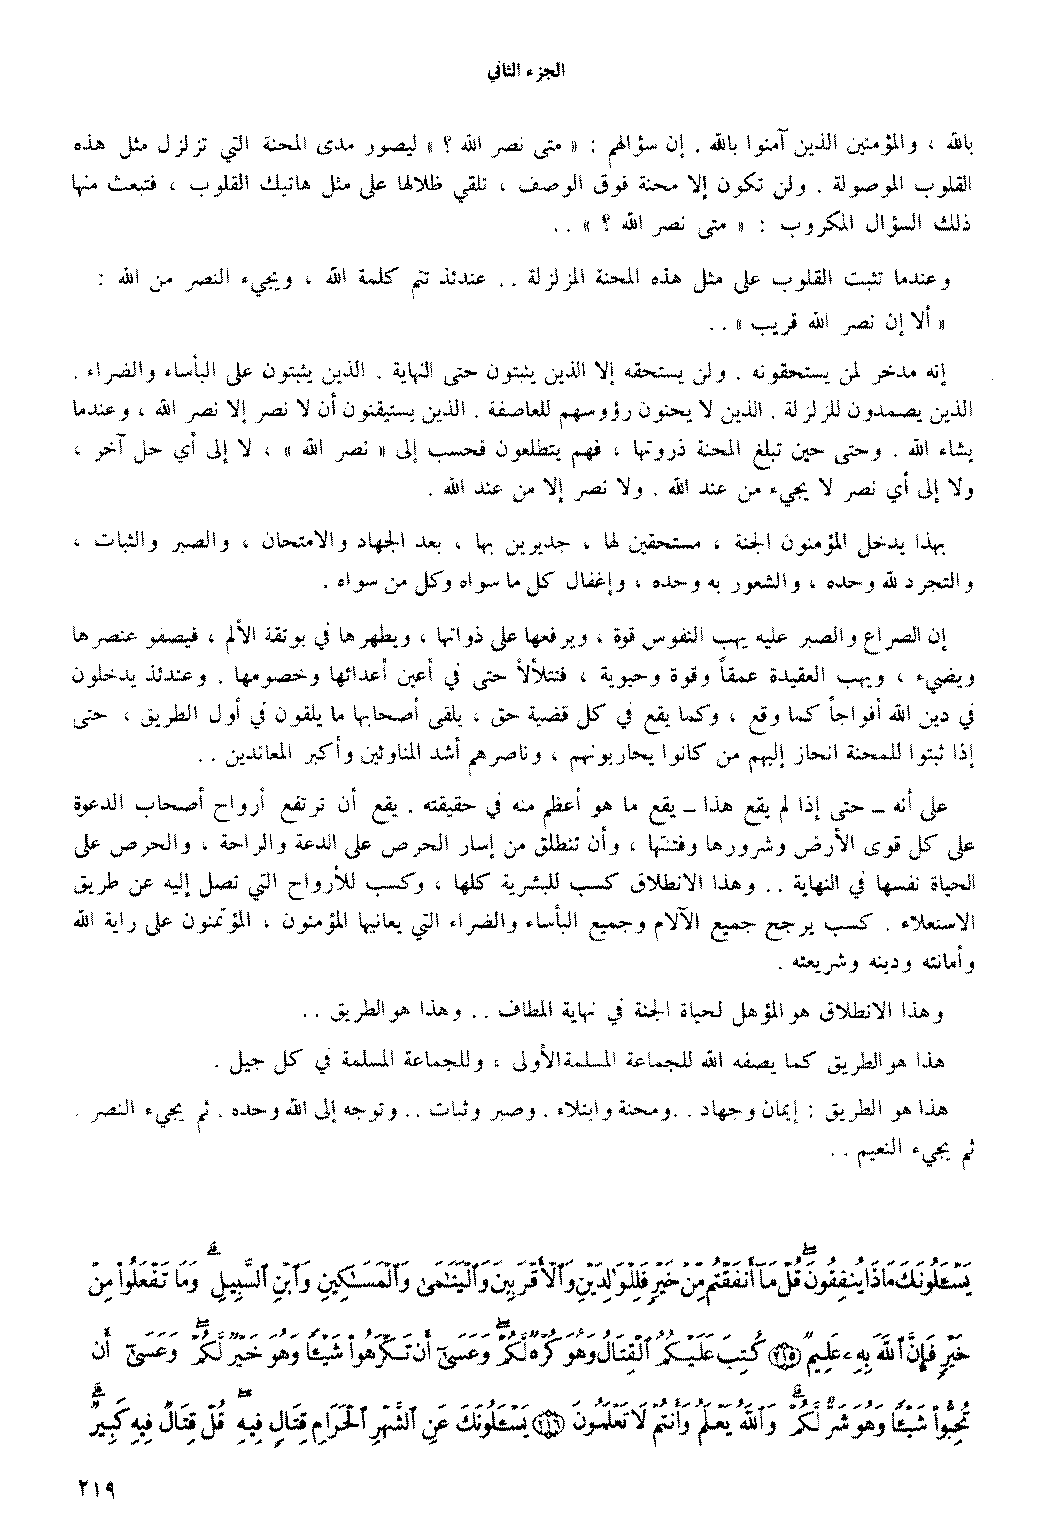 الجزء الثاني
بالله ، والمؤمنين الذين آمنوا بالله . إن سؤالهم : « متى نصر الله ؟ » ليصور مدى المحنة التي تزلزل مثل هذه
القلوب الموصولة . ولن تكون إلا محنة فوق الوصف ، تلقي ظلالها على مثل هاتيك القلوب ، فتبعث منها
ذلك السؤال المكروب : « متى نصر الله ؟ » . .
وعندما تثبت القلوب على مثل هذه المحنة المزلزلة . . عندئذ تتم كلمة الله ، ويجيء النصر من الله :
« ألا إن نصر الله قريب » . .
إنه مدخر لمن يستحقونه . ولن يستحقه إلا الذين يثبتون حتى النهاية . الذين يثبتون على البأساء والضراء .
الذين يصمدون للزلزلة . الذين لا يحنون رؤوسهم للعاصفة . الذين يستيقنون أن لا نصر إلا نصر الله ، وعندما
يشاء الله . وحتى حين تبلغ المحنة ذروتها ، فهم يتطلعون فحسب إلى « نصر الله » ، لا إلى أي حل آخر ،
ولا إلى أي نصر لا يجيء من عند الله . ولا نصر إلا من عند الله .
بهذا يدخل المؤمنون الجنة ، مستحقين لها ، جديرين بها ، بعد الجهاد والامتحان ، والصبر والثبات ،
والتجرد لله وحده ، والشعور به وحده ، وإغفال كل ما سواه وكل من سواه .
إن الصراع والصبر عليه يهب النفوس قوة ، ويرفعها على ذواتها ، ويطهرها في بوتقة الألم ، فيصفو عنصرها
ويضيء ، ويهب العقيدة عمقاً وقوة وحيوية ، فتتلألأ حتى في أعين أعدائها وخصومها . وعندئذ يدخلون
في دين الله أفواجاً كما وقع ، وكما يقع في كل قضية حق ، يلقى أصحابها ما يلقون في أول الطريق ، حتى
إذا ثبتوا للمحنة انحاز إليهم من كانوا يحاربونهم ، وناصرهم أشد المناوئين وأكبر المعاندين . .
على أنه ــ حتى إذا لم يقع هذا ــ يقع ما هو أعظم منه في حقيقته . يقع أن ترتفع أرواح أصحاب الدعوة
على كل قوى الأرض وشرورها وفتنتها ، وأن تنطلق من إسار الحرص على الدعة والراحة ، والحرص على
الحياة نفسها في النهاية . . وهذا الانطلاق كسب للبشرية كلها ، وكسب للأرواح التي تصل إليه عن طريق
الاستعلاء . كسب يرجح جميع الآلام وجميع البأساء والضراء التي يعانيها المؤمنون ، المؤتمنون على راية الله
وأمانته ودينه وشريعته .
وهذا الانطلاق هو المؤهل لحياة الجنة في نهاية المطاف . . وهذا هو الطريق . .
هذا هو الطريق كما يصفه الله للجماعة المسلمة الأولى ، وللجماعة المسلمة في كل جيل .
هذا هو الطريق : إيمان وجهاد . . ومحنة وابتلاء . وصبر وثبات . . وتوجه إلى الله وحده . ثم يجيء النصر .
ثم يجيء النعيم . .
يَسْـَٔلُونَكَ مَاذَا يُنفِقُونَ ۖ قُلْ مَآ أَنفَقْتُم مِّنْ خَيْرٍ فَلِلْوَٰلِدَيْنِ وَٱلْأَقْرَبِينَ وَٱلْيَتَـٰمَىٰ وَٱلْمَسَـٰكِينِ وَٱبْنِ ٱلسَّبِيلِ ۗ وَمَا تَفْعَلُوا۟ مِنْ
خَيْرٍ فَإِنَّ ٱللَّهَ بِهِۦ عَلِيمٌ ﴿٢١٥﴾ كُتِبَ عَلَيْكُمُ ٱلْقِتَالُ وَهُوَ كُرْهٌ لَّكُمْ ۖ وَعَسَىٰٓ أَن تَكْرَهُوا۟ شَيْـًٔا وَهُوَ خَيْرٌ لَّكُمْ ۖ وَعَسَىٰٓ أَن
تُحِبُّوا۟ شَيْـًٔا وَهُوَ شَرٌّ لَّكُمْ ۗ وَٱللَّهُ يَعْلَمُ وَأَنتُمْ لَا تَعْلَمُونَ ﴿٢١٦﴾ يَسْـَٔلُونَكَ عَنِ ٱلشَّهْرِ ٱلْحَرَامِ قِتَالٍ فِيهِ ۖ قُلْ قِتَالٌ فِيهِ كَبِيرٌ ۗ
٢١٩